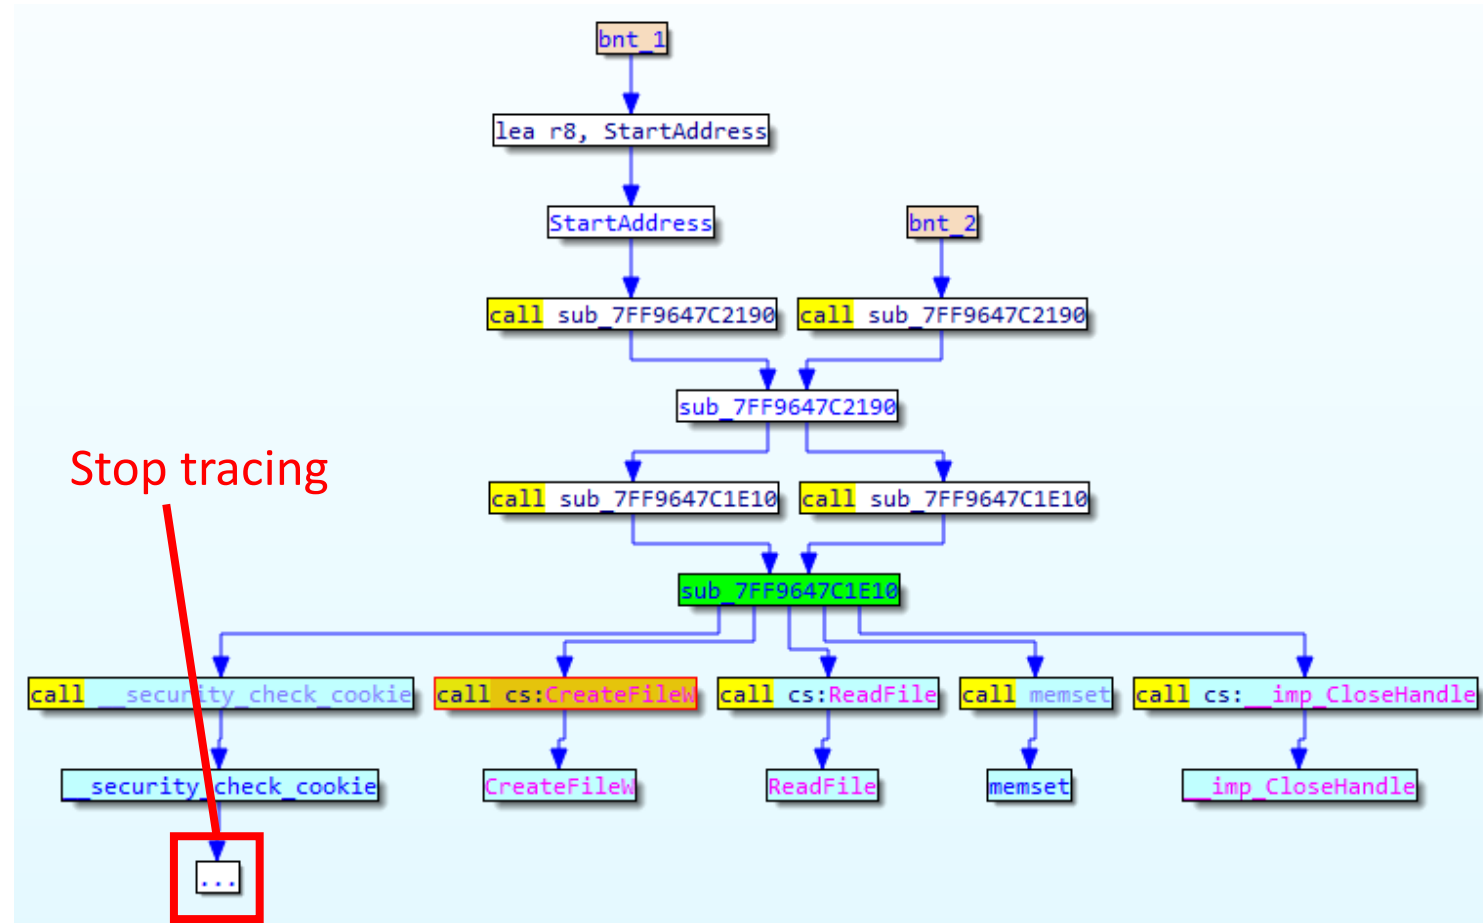 bnt_1
lea r8, StartAddress
StartAddress
bnt_2
call sub_7FF9647C2190
call sub_7FF9647C2190
sub_7FF9647C2190
Stop tracing
call sub_7FF9647C1E10
call sub_7FF9647C1E10
sub_7FF9647C1E10
call __security_check_cookie
call cs:CreateFileW
call cs:ReadFile
call memset
call cs:__imp_CloseHandle
__security_check_cookie
CreateFileW
ReadFile
memset
__imp_CloseHandle
...